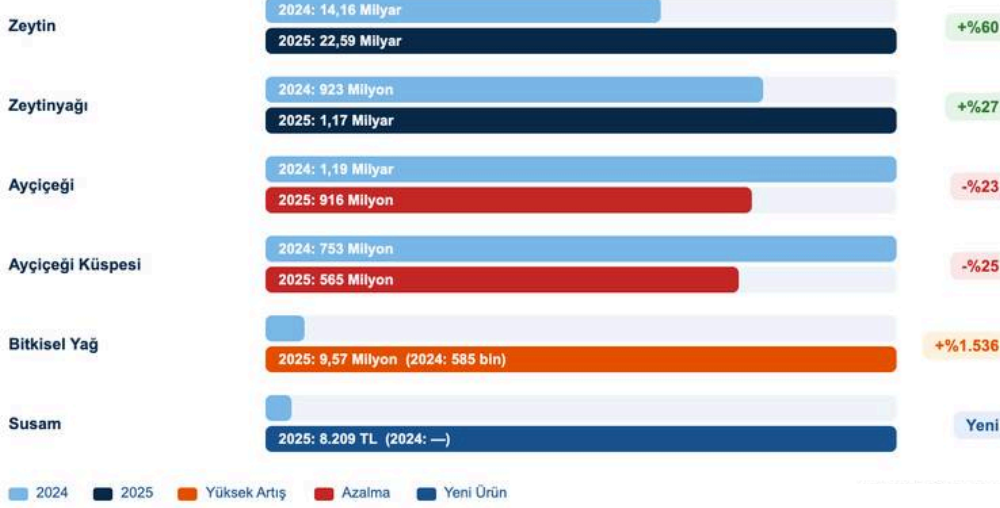 2024: 14,16 Milyar
Zeytin
+%60
2025: 22,59 Milyar
2024: 923 Milyon
Zeytinyağı
+%27
2025: 1,17 Milyar
2024: 1,19 Milyar
Ayçiçeği
-%23
2025: 916 Milyon
2024: 753 Milyon
Ayçiçeği Küspesi
-%25
2025: 565 Milyon
Bitkisel Yağ
+%1.536
2025: 9,57 Milyon (2024: 585 bin)
Susam
Yeni
2025: 8.209 TL (2024: —)
2024 2025 Yüksek Artış Azalma Yeni Ürün